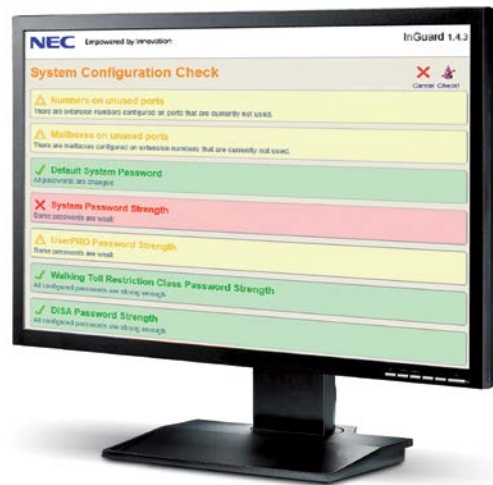 NEC Empowered by Innovation
InGuard 1.4.3
System Configuration Check
Cancel Check!
Numbers on unused ports
There are extension numbers configured on ports that are currently not used.
Mailboxes on unused ports
There are mailboxes configured on extension numbers that are currently not used.
Default System Password
All passwords are changed
System Password Strength
Some passwords are weak
UserPRO Password Strength
Some passwords are weak
Walking Toll Restriction Class Password Strength
All configured passwords are strong enough
DISA Password Strength
All configured passwords are strong enough